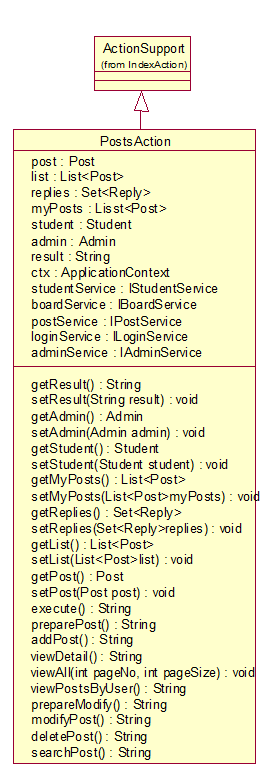 ActionSupport
(from IndexAction)
PostsAction
post : Post
list : List<Post>
replies : Set<Reply>
myPosts : Lisst<Post>
student : Student
admin : Admin
result : String
ctx : ApplicationContext
studentService : IStudentService
boardService : IBoardService
postService : IPostService
loginService : ILoginService
adminService : IAdminService
getResult() : String
setResult(String result) : void
getAdmin() : Admin
setAdmin(Admin admin) : void
getStudent() : Student
setStudent(Student student) : void
getMyPosts() : List<Post>
setMyPosts(List<Post>myPosts) : void
getReplies() : Set<Reply>
setReplies(Set<Reply>replies) : void
getList() : List<Post>
setList(List<Post>list) : void
getPost() : Post
setPost(Post post) : void
execute() : String
preparePost() : String
addPost() : String
viewDetail() : String
viewAll(int pageNo, int pageSize) : void
viewPostsByUser() : String
prepareModify() : String
modifyPost() : String
deletePost() : String
searchPost() : String